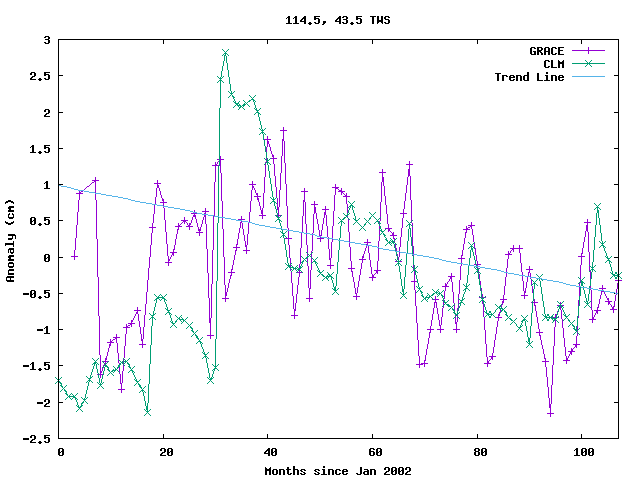 114.5, 43.5 TWS
GRACE
CLM
Trend Line
3
2.5
2
1.5
1
0.5
0
-0.5
-1
-1.5
-2
-2.5
Anomaly (cm)
0 20 40 60 80 100
Months since Jan 2002